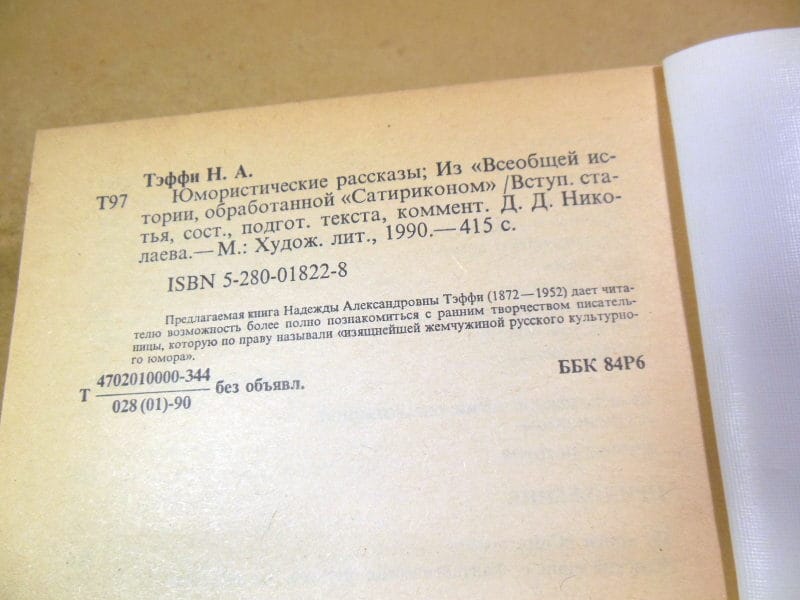 Тэффи Н. А.
Т97 Юмористические рассказы; Из «Всеобщей ис-
тории, обработанной «Сатириконом» /Вступ. ста-
тья, сост., подгот. текста, коммент. Д. Д. Нико-
лаева.— М.: Худож. лит., 1990.— 415 с.
ISBN 5-280-01822-8
Предлагаемая книга Надежды Александровны Тэффи (1872—1952) дает чита-
телю возможность более полно познакомиться с ранним творчеством писатель-
ницы, которую по праву называли «изящнейшей жемчужиной русского культурно-
го юмора».
Т 4702010000-344 без объявл.
028 (01)-90
ББК 84Р6